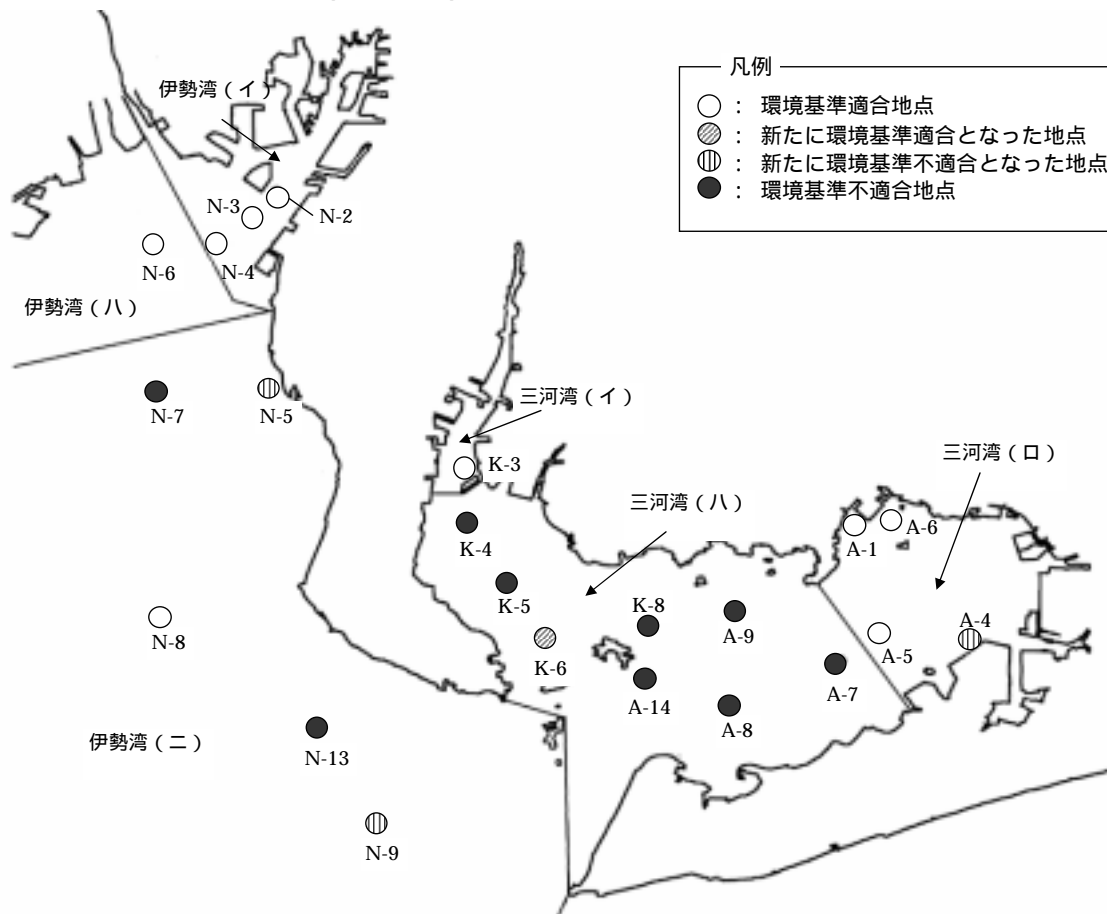 凡例
○ : 環境基準適合地点
: 新たに環境基準適合となった地点
: 新たに環境基準不適合となった地点
● : 環境基準不適合地点
伊勢湾(イ)
N-3
N-2
N-6
N-4
伊勢湾(ハ)
N-7
N-5
三河湾(イ)
K-3
三河湾(ロ)
三河湾(ハ)
K-4
A-1
A-6
K-5
K-8
A-9
A-4
N-8
K-6
A-5
A-14
A-7
A-8
伊勢湾(ニ)
N-13
N-9